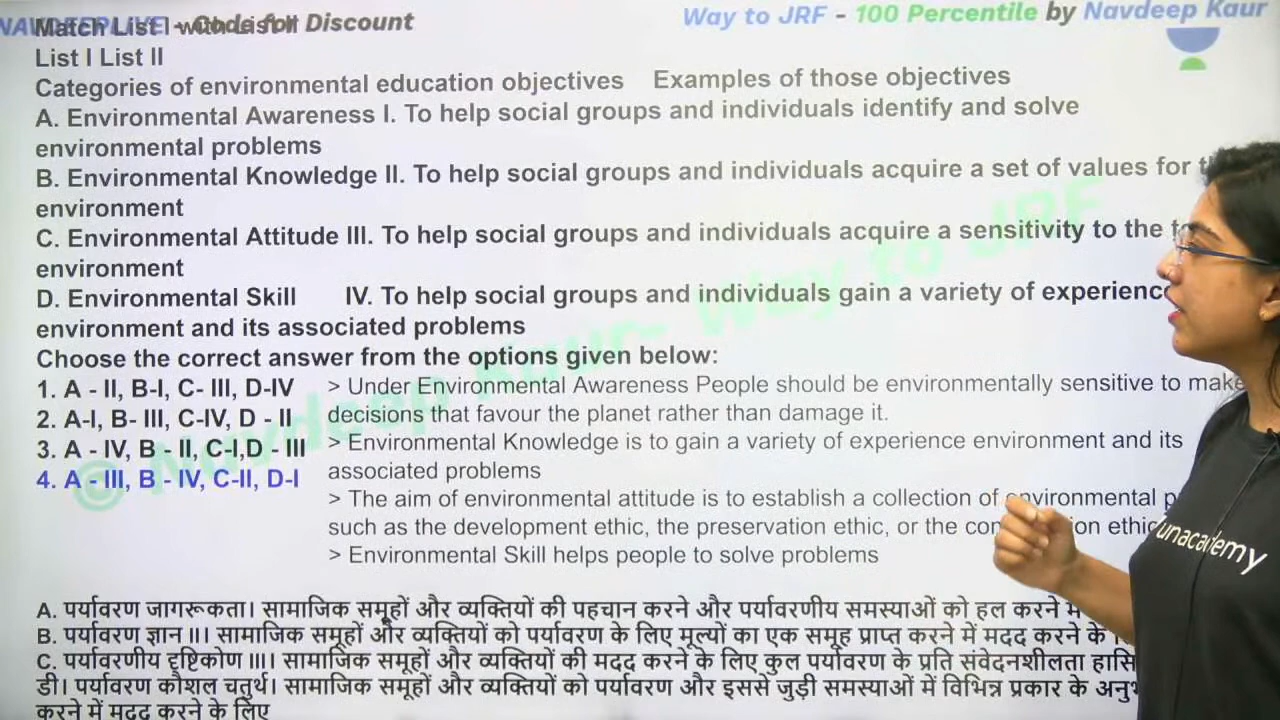 NAVDEEPLIVE - Code for Discount
Way to JRF - 100 Percentile by Navdeep Kaur
Match List I with List II
List I List II
Categories of environmental education objectives Examples of those objectives
A. Environmental Awareness I. To help social groups and individuals identify and solve
environmental problems
B. Environmental Knowledge II. To help social groups and individuals acquire a set of values for
environment
C. Environmental Attitude III. To help social groups and individuals acquire a sensitivity to the
environment
D. Environmental Skill IV. To help social groups and individuals gain a variety of experience
environment and its associated problems
Choose the correct answer from the options given below:
1. A - II, B-I, C- III, D-IV
2. A-I, B- III, C-IV, D - II
3. A - IV, B - II, C-I,D - III
4. A - III, B - IV, C-II, D-I
> Under Environmental Awareness People should be environmentally sensitive to make
decisions that favour the planet rather than damage it.
> Environmental Knowledge is to gain a variety of experience environment and its
associated problems
> The aim of environmental attitude is to establish a collection of environmental
such as the development ethic, the preservation ethic, or the
> Environmental Skill helps people to solve problems
A. पर्यावरण जागरूकता। सामाजिक समूहों और व्यक्तियों की पहचान करने और पर्यावरणीय समस्याओं को हल करने
B. पर्यावरण ज्ञान II। सामाजिक समूहों और व्यक्तियों को पर्यावरण के लिए मूल्यों का एक समूह प्राप्त करने में मदद करने के
C. पर्यावरणीय दृष्टिकोण III। सामाजिक समूहों और व्यक्तियों की मदद करने के लिए कुल पर्यावरण के प्रति संवेदनशीलता
डी। पर्यावरण कौशल चतुर्थ। सामाजिक समूहों और व्यक्तियों को पर्यावरण और इससे जुड़ी समस्याओं में विभिन्न प्रकार के
करने में मदद करने के लिए
© Navdeep Kaur- Way to JRF
unacademy